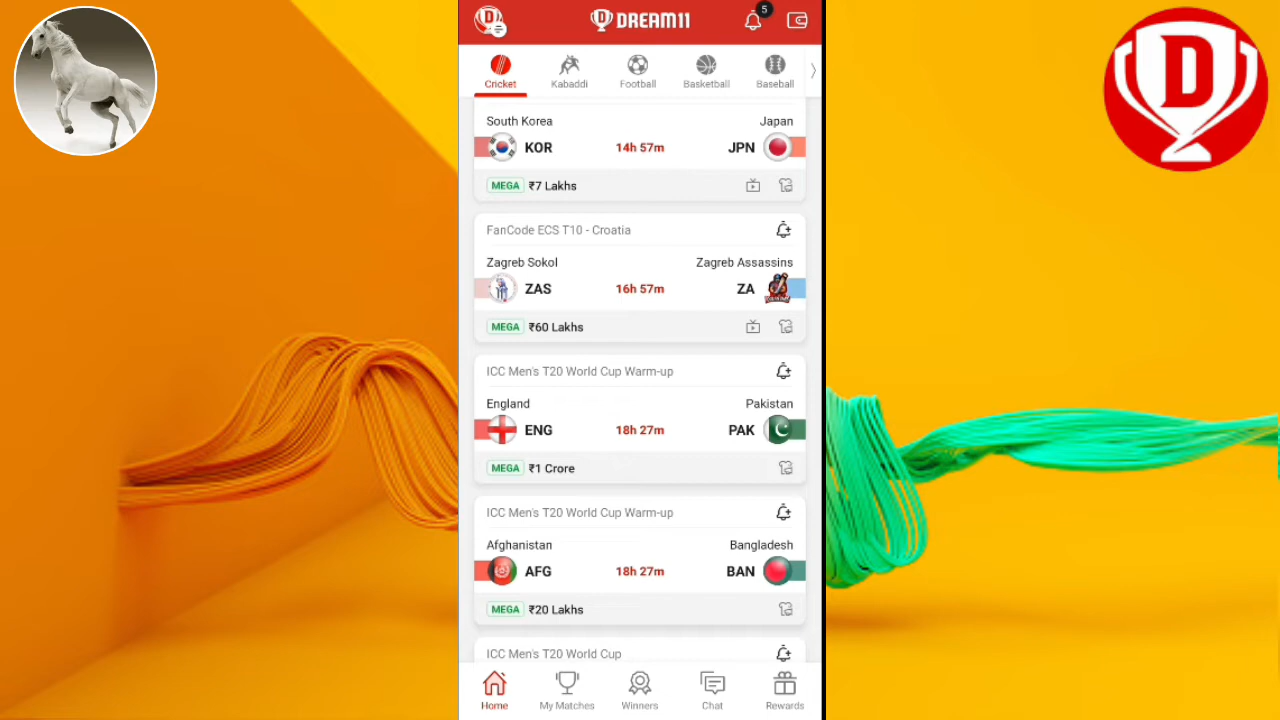 D
DREAM11
5
Cricket
Kabaddi
Football
Basketball
Baseball
D
South Korea
Japan
KOR
14h 57m
JPN
MEGA ₹7 Lakhs
FanCode ECS T10 - Croatia
Zagreb Sokol
Zagreb Assassins
ZAS
16h 57m
ZA
MEGA ₹60 Lakhs
ICC Men's T20 World Cup Warm-up
England
Pakistan
ENG
18h 27m
PAK
MEGA ₹1 Crore
ICC Men's T20 World Cup Warm-up
Afghanistan
Bangladesh
AFG
18h 27m
BAN
MEGA ₹20 Lakhs
ICC Men's T20 World Cup
Home
My Matches
Winners
Chat
Rewards